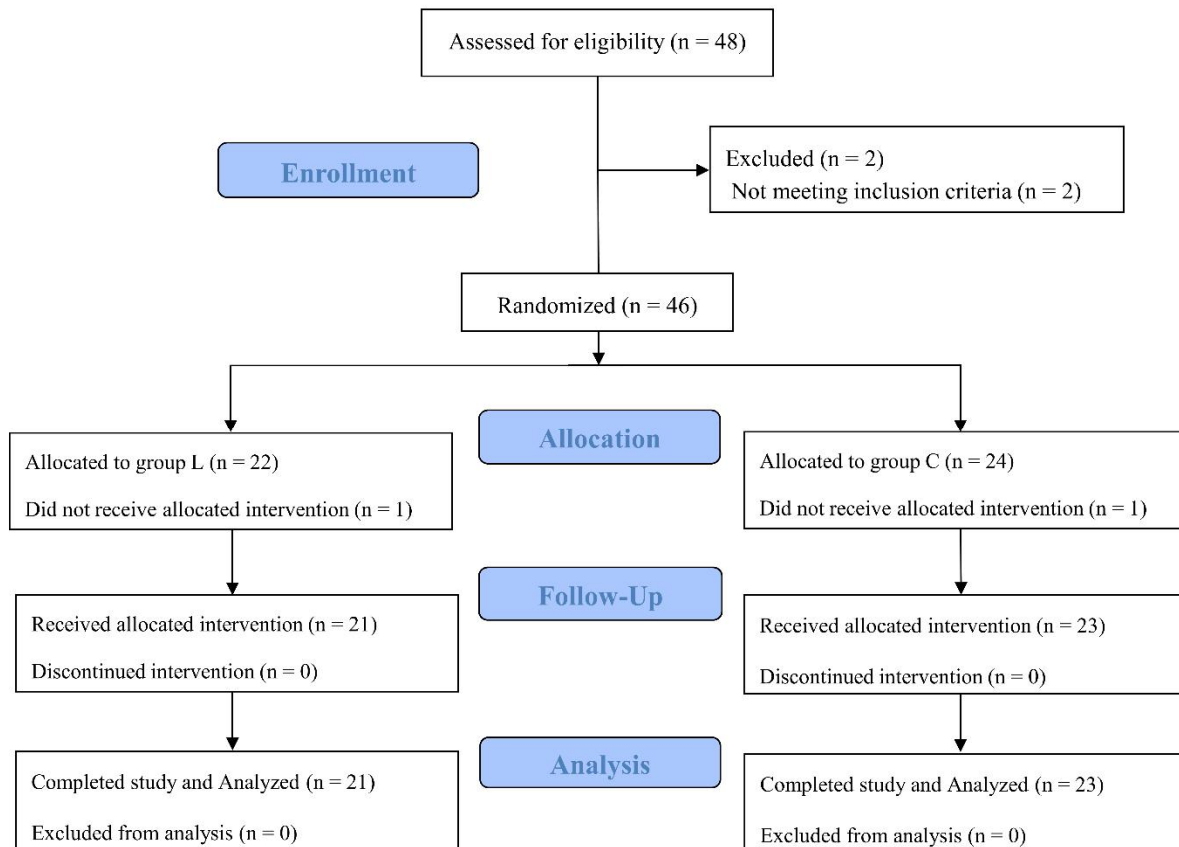 Assessed for eligibility (n = 48)
Enrollment
Excluded (n = 2)
Not meeting inclusion criteria (n = 2)
Randomized (n = 46)
Allocation
Allocated to group L (n = 22)
Did not receive allocated intervention (n = 1)
Allocated to group C (n = 24)
Did not receive allocated intervention (n = 1)
Follow-Up
Received allocated intervention (n = 21)
Discontinued intervention (n = 0)
Received allocated intervention (n = 23)
Discontinued intervention (n = 0)
Analysis
Completed study and Analyzed (n = 21)
Excluded from analysis (n = 0)
Completed study and Analyzed (n = 23)
Excluded from analysis (n = 0)